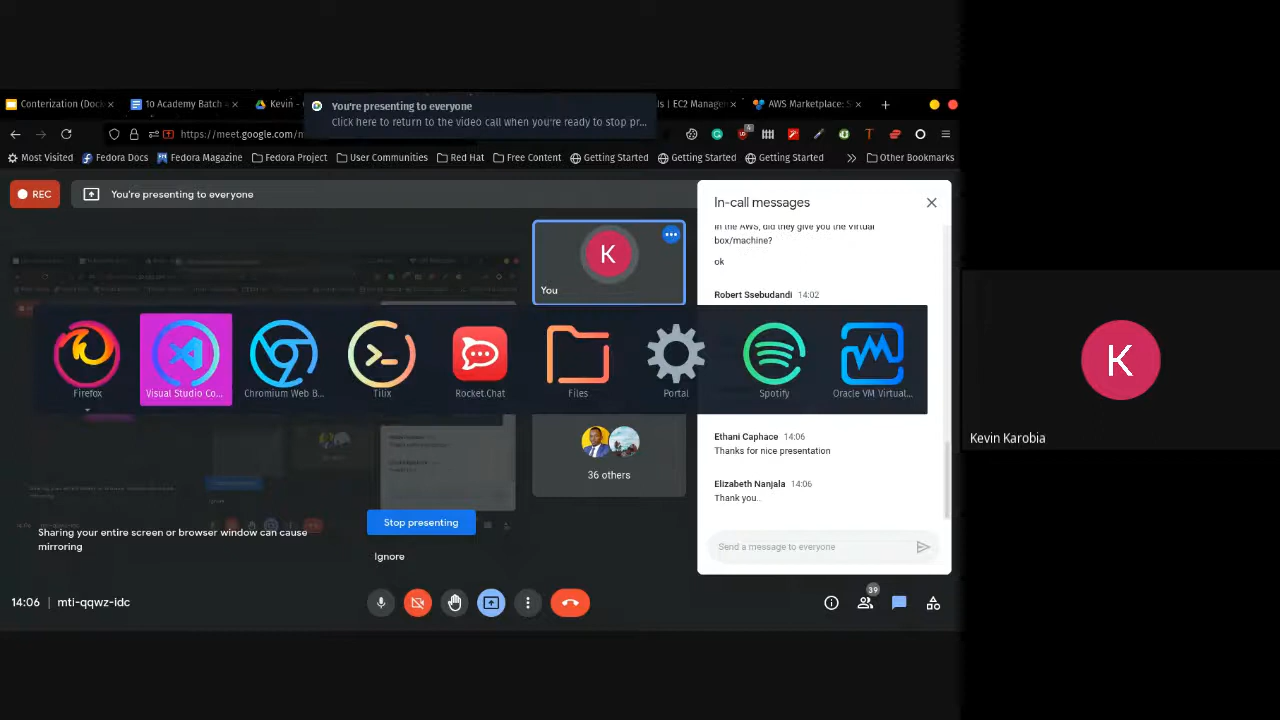 Conterization (Doc
10 Academy Batch
Kevin -
You're presenting to everyone
Click here to return to the video call when you're ready to stop pr...
ls | EC2 Manage
AWS Marketplace: S
https://meet.google.com/m
Most Visited
Fedora Docs
Fedora Magazine
Fedora Project
User Communities
Red Hat
Free Content
Getting Started
Getting Started
Getting Started
Other Bookmarks
REC
You're presenting to everyone
In-call messages
In the AWS, did they give you the Virtual
box/machine?
ok
Robert Ssebudandi 14:02
K
You
Firefox
Visual Studio Co...
Chromium Web B...
Tilix
Rocket.Chat
Files
Portal
Spotify
Oracle VM Virtual...
Ethani Caphace 14:06
Thanks for nice presentation
36 others
Elizabeth Nanjala 14:06
Thank you..
Stop presenting
Sharing your entire screen or browser window can cause
mirroring
Ignore
Send a message to everyone
14:06 | mti-qqwz-idc
39
K
Kevin Karobia